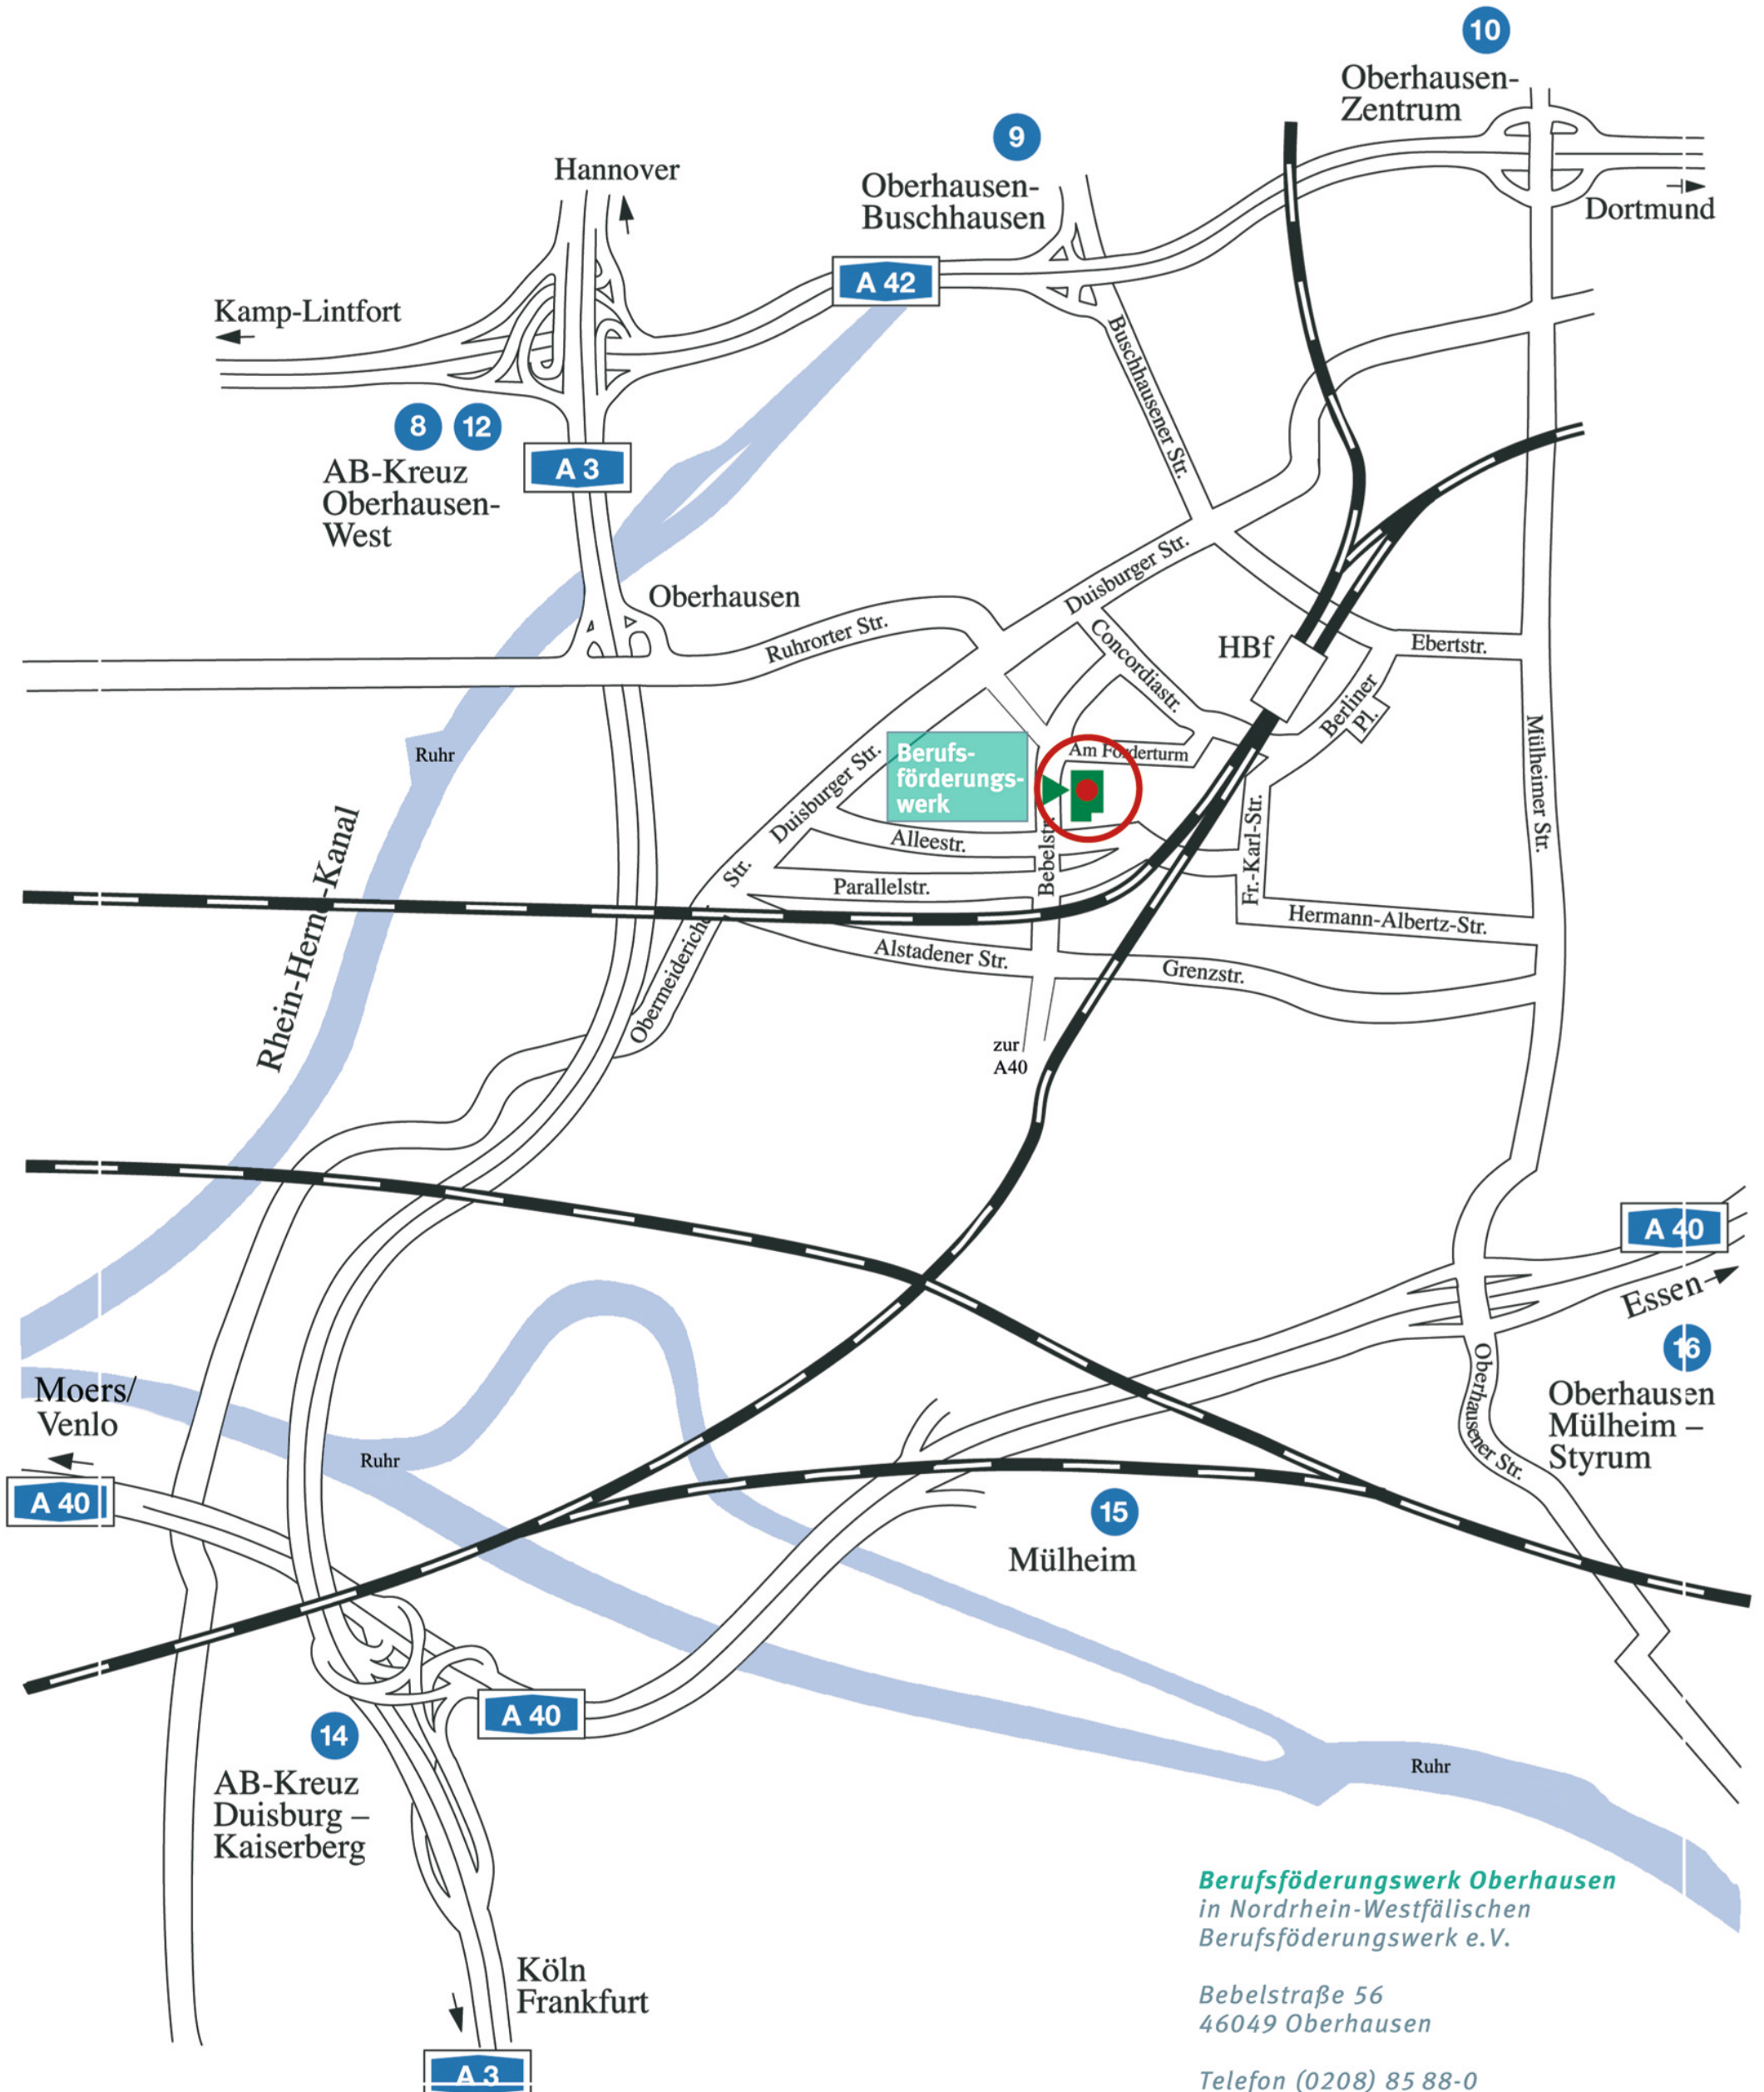 10
Oberhausen-
Zentrum
9
Hannover
Oberhausen-
Buschhausen
Dortmund
A 42
Kamp-Lintfort
Buschhausener Str.
8
12
AB-Kreuz
Oberhausen-
West
A 3
Duisburger Str.
Oberhausen
Ruhrorter Str.
Concordiastr.
HBf
Ebertstr.
Berliner
Pl.
Ruhr
Berufs-
förderungs-
werk
Am Förderturm
Duisburger Str.
Mülheimer Str.
Alleestr.
Bebelstr.
Fr.-Karl-Str.
Parallelstr.
Rhein-Herne-Kanal
Obermeidericher
Str.
Hermann-Albertz-Str.
Alstadener Str.
Grenzstr.
zur
A40
A 40
Essen
16
Oberhausen
Mülheim –
Styrum
Oberhausener Str.
Moers/
Venlo
Ruhr
A 40
15
Mülheim
A 40
14
AB-Kreuz
Duisburg –
Kaiserberg
Ruhr
Köln
Frankfurt
A 3
Berufsföderungswerk Oberhausen
in Nordrhein-Westfälischen
Berufsföderungswerk e.V.
Bebelstraße 56
46049 Oberhausen
Telefon (0208) 85 88-0